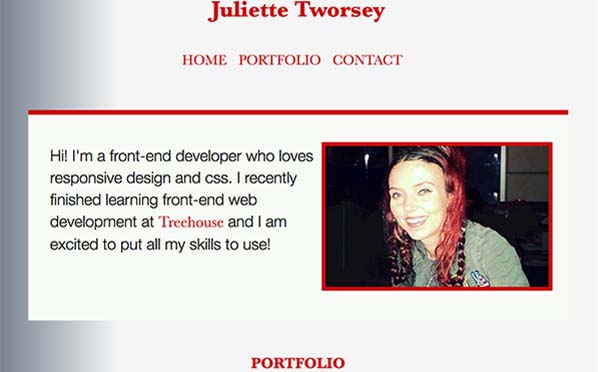 Juliette Tworsey
HOME PORTFOLIO CONTACT
Hi! I'm a front-end developer who loves
responsive design and css. I recently
finished learning front-end web
development at Treehouse and I am
excited to put all my skills to use!
PORTFOLIO